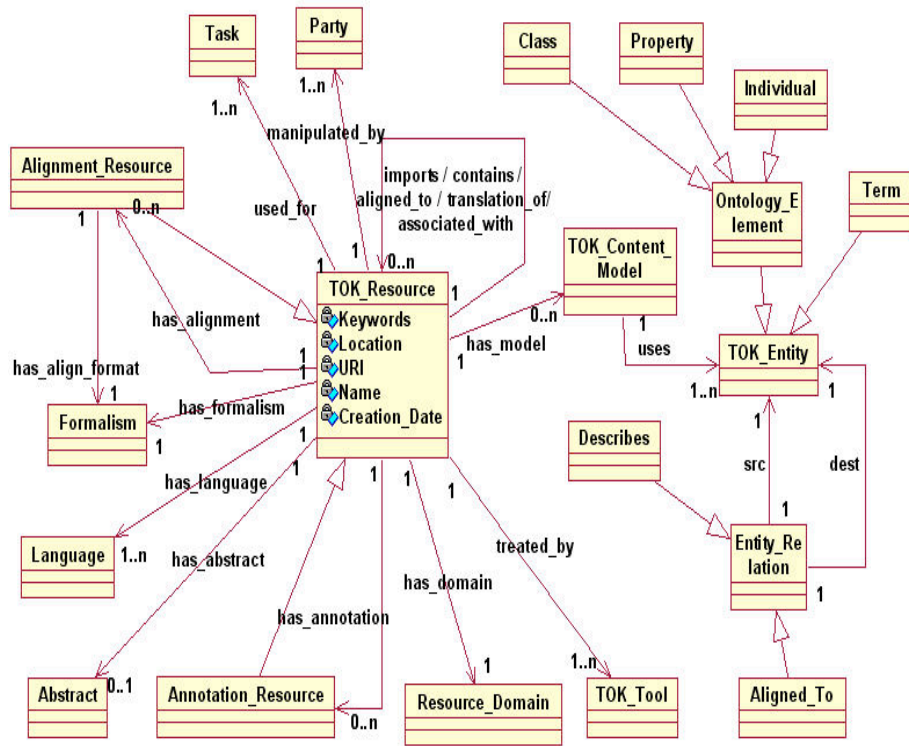 Task
Party
Class
Property
Individual
1..n
1..n
manipulated_by
Alignment_Resource
imports / contains /
aligned_to / translation_of/
associated_with
Ontology_E
lement
Term
1
0..n
used_for
TOK_Content_
Model
1
1
0..n
TOK_Resource
Keywords
Location
URI
Name
Creation_Date
1
0..n
has_model
1
1
uses
TOK_Entity
1..n
1
1
has_alignment
1
1
has_align_format
1
Formalism
1
has_formalism
1
1
1
1
1
has_language
Describes
src
dest
1
Language
1..n
has_abstract
treated_by
Entity_Re
lation
1
has_domain
has_annotation
0..1
Abstract
Annotation_Resource
0..n
1
Resource_Domain
1..n
TOK_Tool
Aligned_To